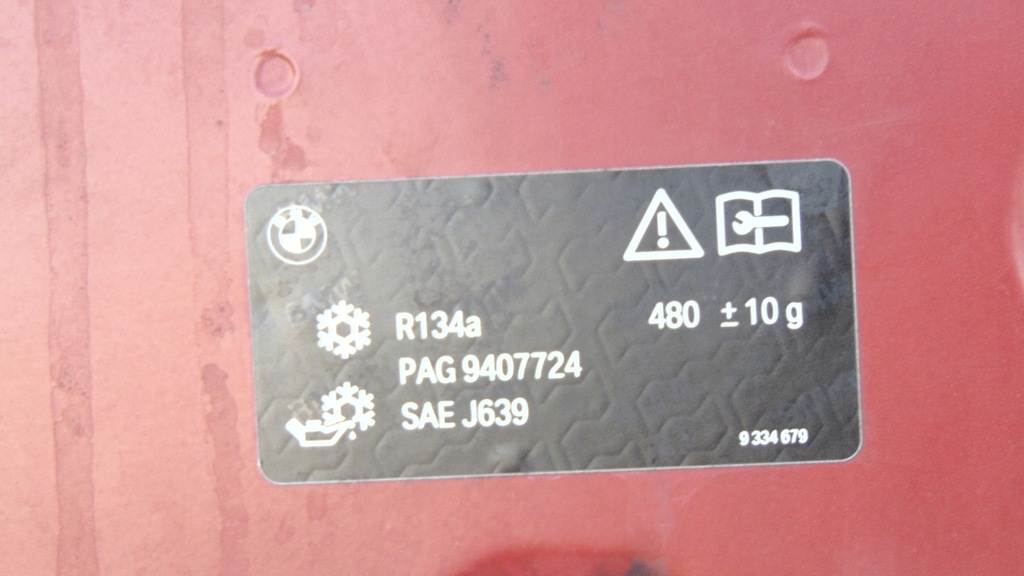 R134a 480 ± 10 g
PAG 9407724
SAE J639
9 334 679